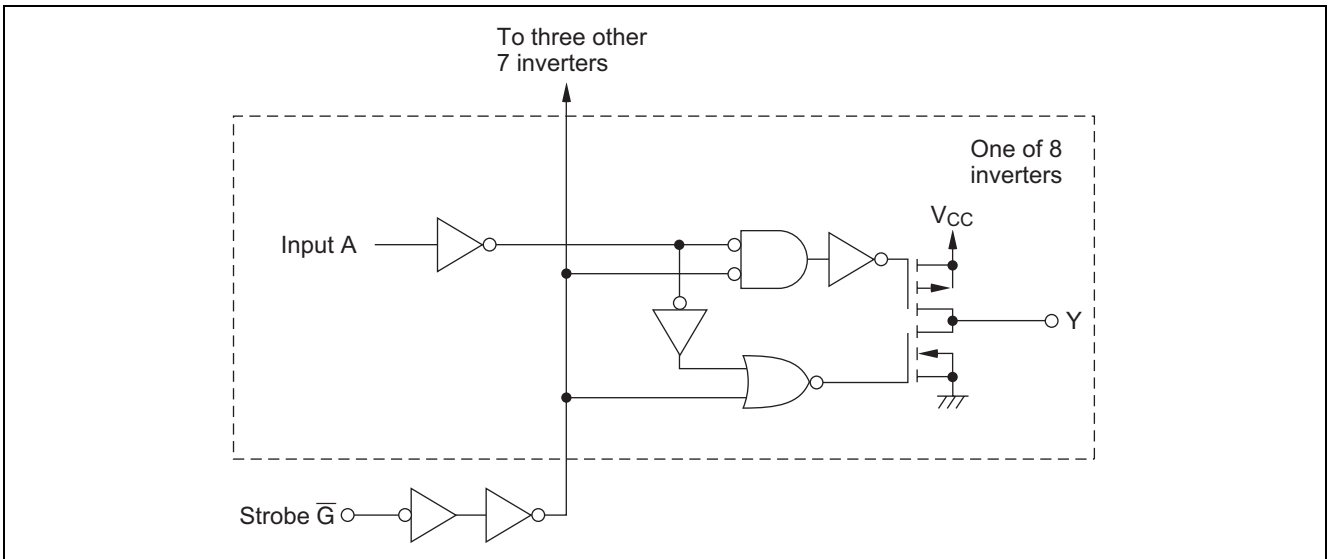 To three other
7 inverters
One of 8
inverters
VCC
Input A
Y
Strobe G̅